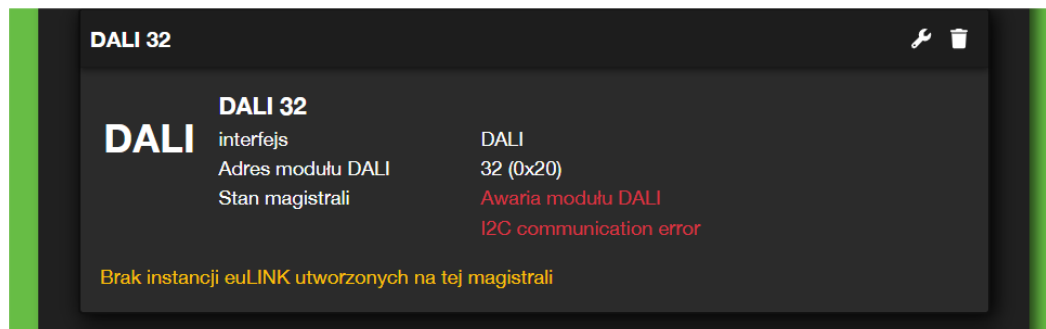 DALI 32
DALI
DALI 32
interfejs DALI
Adres modułu DALI 32 (0x20)
Stan magistrali Awaria modułu DALI
I2C communication error
Brak instancji euLINK utworzonych na tej magistrali